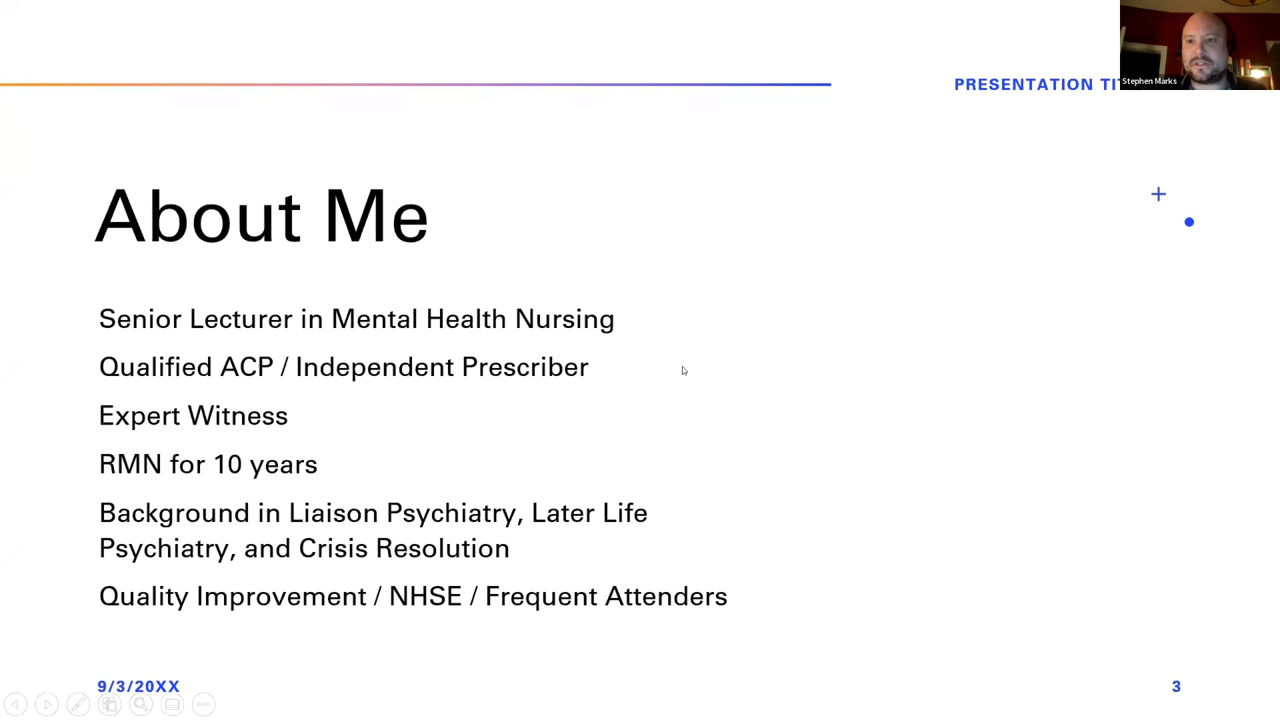 PRESENTATION TI
Stephen Marks
About Me
Senior Lecturer in Mental Health Nursing
Qualified ACP / Independent Prescriber
Expert Witness
RMN for 10 years
Background in Liaison Psychiatry, Later Life
Psychiatry, and Crisis Resolution
Quality Improvement / NHSE / Frequent Attenders
9/3/20XX
3